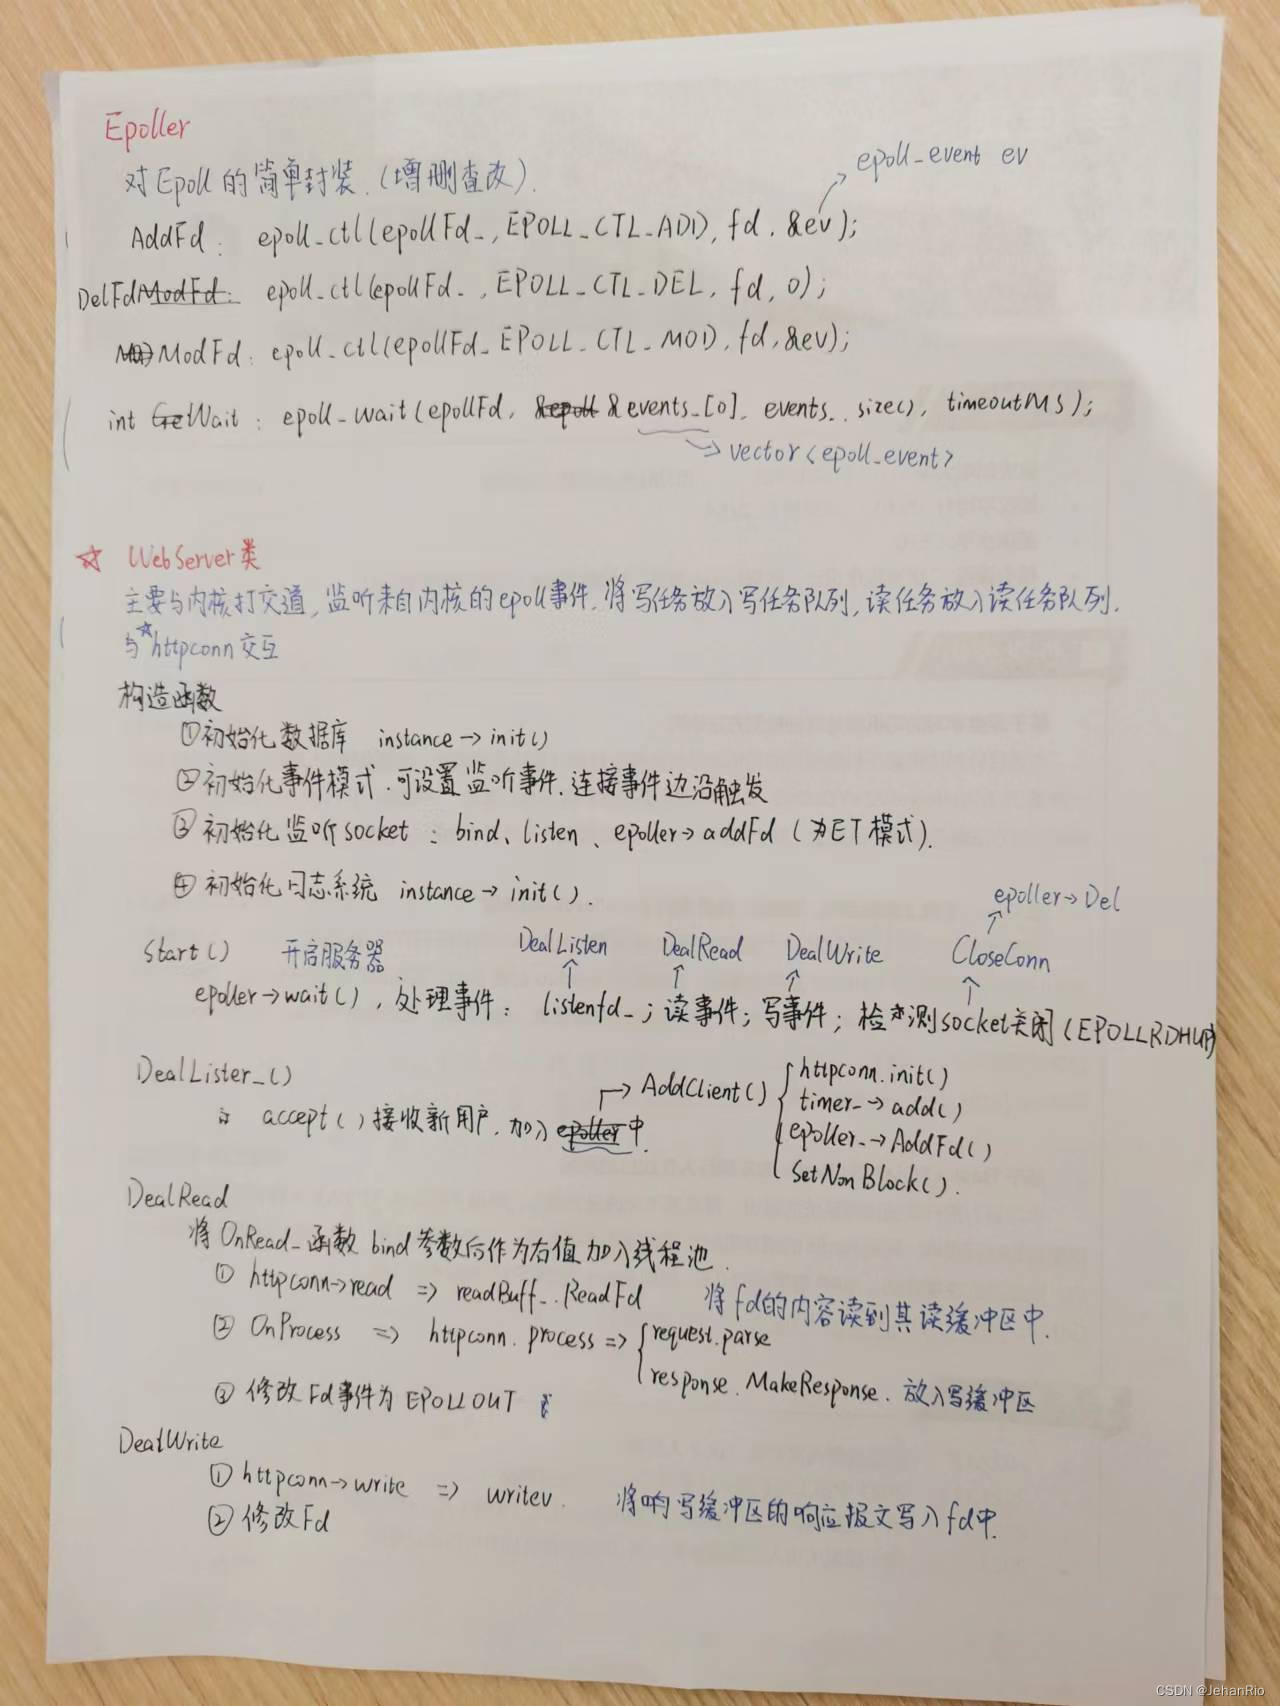 Epoller
对Epoll的简单封装.(增删查改).
epoll_event ev
AddFd: epoll_ctl(epollFd_, EPOLL_CTL_ADD, fd, &ev);
DelFd ModFd: epoll_ctl(epollFd_, EPOLL_CTL_DEL, fd, 0);
ModFd: epoll_ctl(epollFd_ EPOLL_CTL_MOD, fd, &ev);
int Wait: epoll_wait(epollFd, &epoll &events_[0], events_.size(), timeoutMS);
vector<epoll_event>
☆ WebServer类
主要与内核打交道,监听来自内核的epoll事件,将写任务放入写任务队列,读任务放入读任务队列.
与☆httpconn交互
构造函数
①初始化数据库 instance→init()
②初始化事件模式.可设置监听事件.连接事件边沿触发
③初始化监听socket: bind、listen、epoller→addFd (为ET模式).
④初始化日志系统 instance→init().
epoller→Del
start() 开启服务器 DealListen DealRead DealWrite CloseConn
epoller→wait(), 处理事件: listenfd_; 读事件; 写事件; 检测socket关闭(EPOLLRDHUP)
DealLister_()
accept()接收新用户.加入epoller中. → AddClient() { httpconn.init()
timer_→add()
epoller_→AddFd()
SetNonBlock().
DealRead
将OnRead_函数bind参数后作为右值加入线程池.
① httpconn→read => readBuff_.ReadFd 将fd的内容读到其读缓冲区中.
② OnProcess => httpconn.process => { request.parse
response.MakeResponse. 放入写缓冲区
③ 修改Fd事件为EPOLLOUT
DealWrite
① httpconn→write => writev. 将响写缓冲区的响应报文写入fd中.
② 修改Fd
CSDN @JehanRio